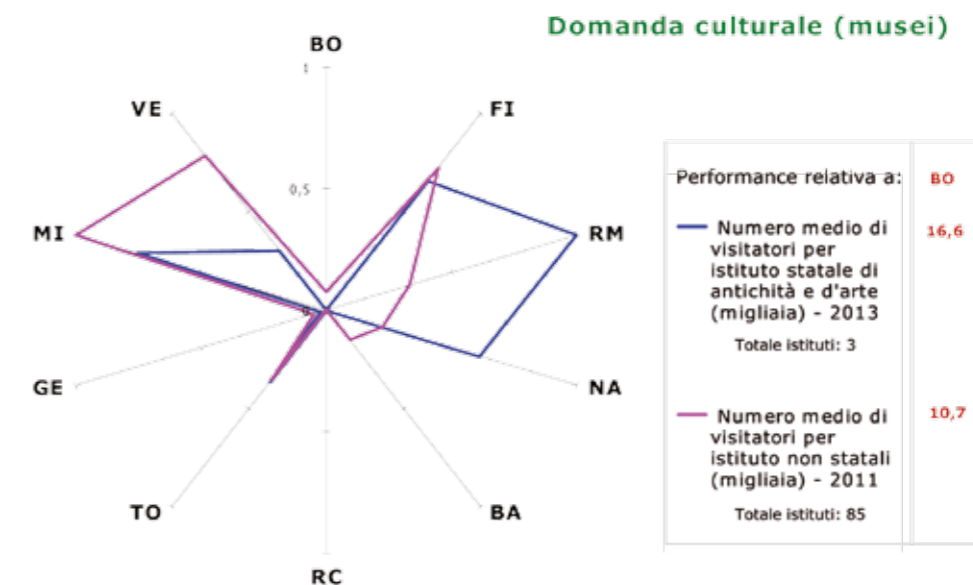 Domanda culturale (musei)
BO
1
VE
FI
0,5
MI
RM
0
GE
NA
TO
BA
RC
Performance relativa a:
BO
Numero medio di
visitatori per
istituto statale di
antichità e d'arte
(migliaia) - 2013
16,6
Totale istituti: 3
Numero medio di
visitatori per
istituto non statali
(migliaia) - 2011
10,7
Totale istituti: 85